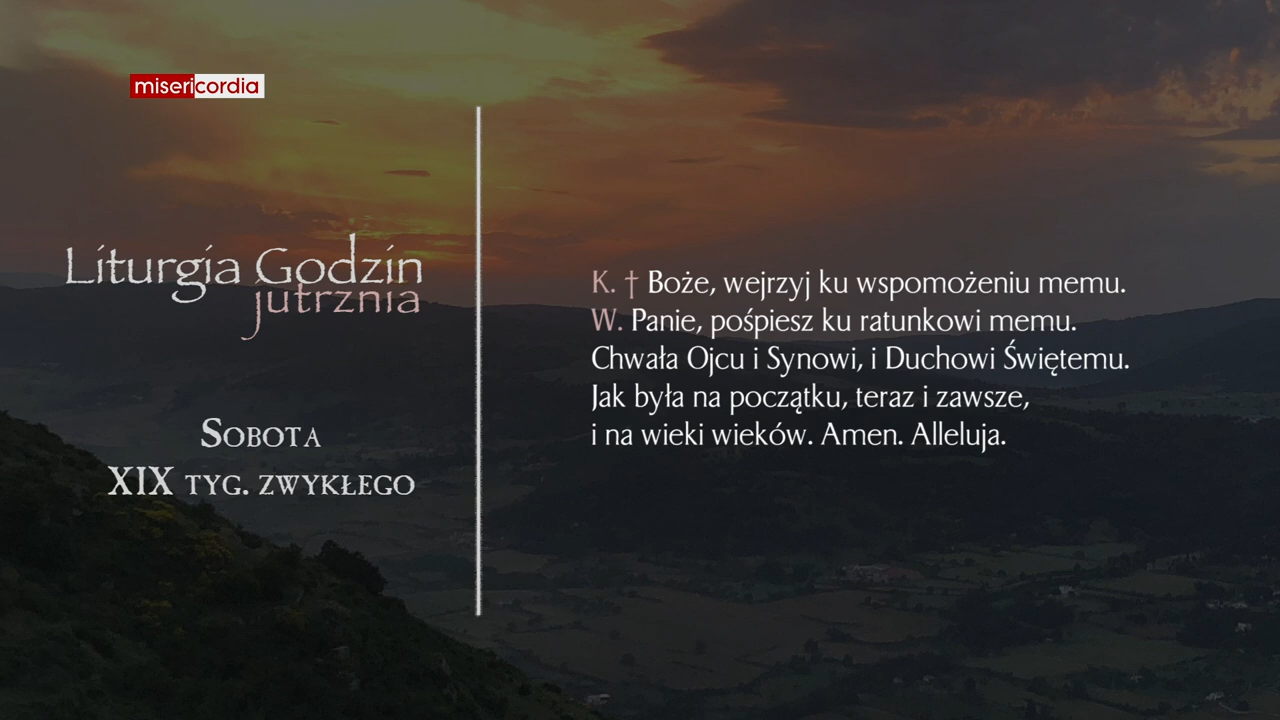 misericordia
Liturgia Godzin
jutrznia
Sobota
XIX tyg. zwykłego
K. † Boże, wejrzyj ku wspomożeniu memu.
W. Panie, pośpiesz ku ratunkowi memu.
Chwała Ojcu i Synowi, i Duchowi Świętemu.
Jak była na początku, teraz i zawsze,
i na wieki wieków. Amen. Alleluja.